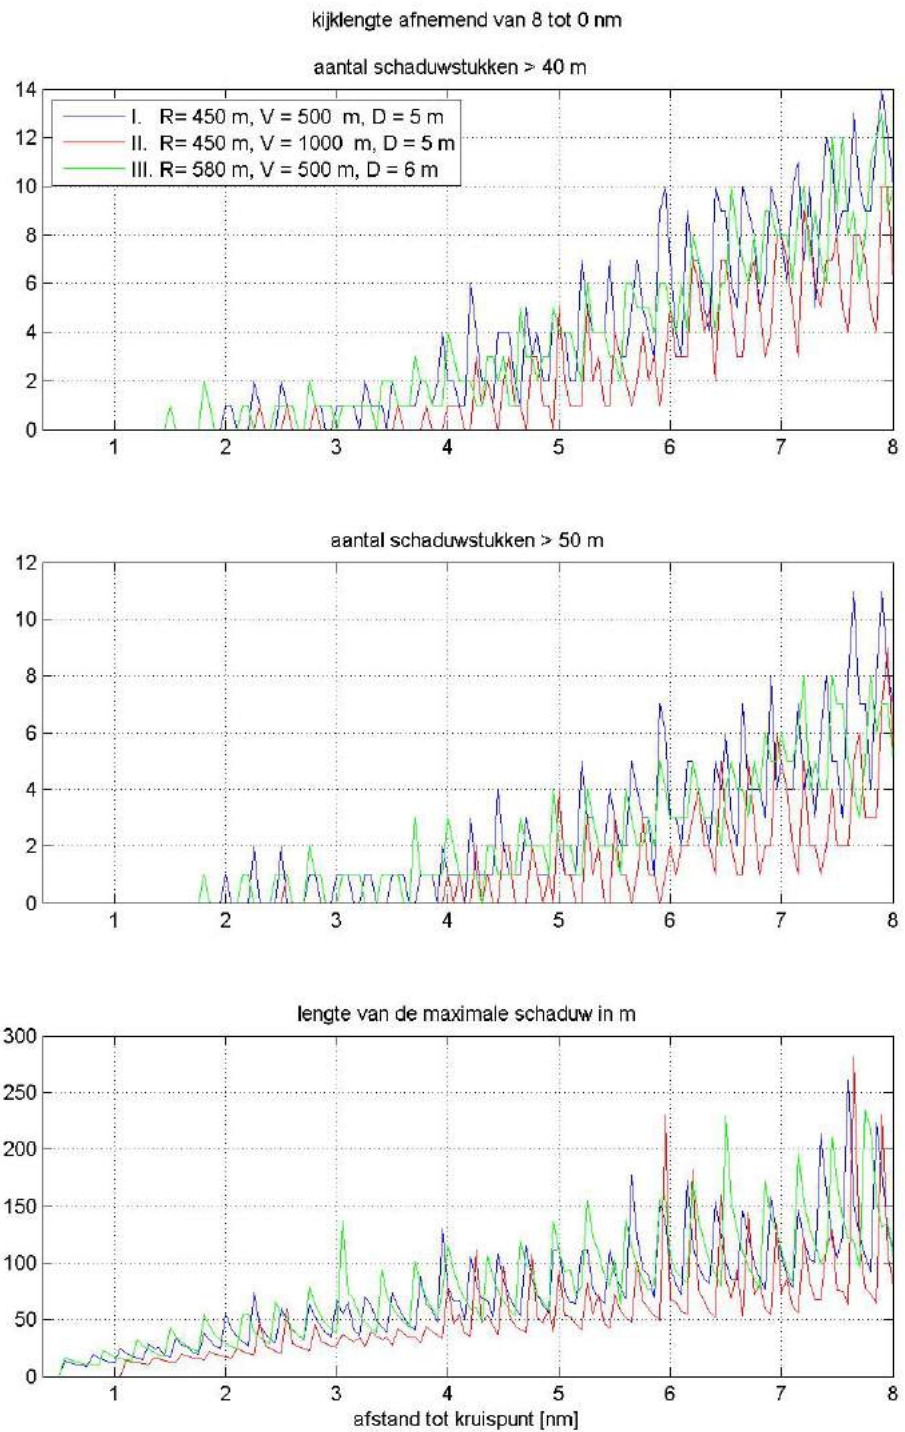 kijklengte afnemend van 8 tot 0 nm
aantal schaduwstukken > 40 m
14
12
10
8
6
4
2
0
I. R= 450 m, V = 500 m, D = 5 m
II. R= 450 m, V = 1000 m, D = 5 m
III. R= 580 m, V = 500 m, D = 6 m
1 2 3 4 5 6 7 8
aantal schaduwstukken > 50 m
12
10
8
6
4
2
0
1 2 3 4 5 6 7 8
lengte van de maximale schaduw in m
300
250
200
150
100
50
0
1 2 3 4 5 6 7 8
afstand tot kruispunt [nm]